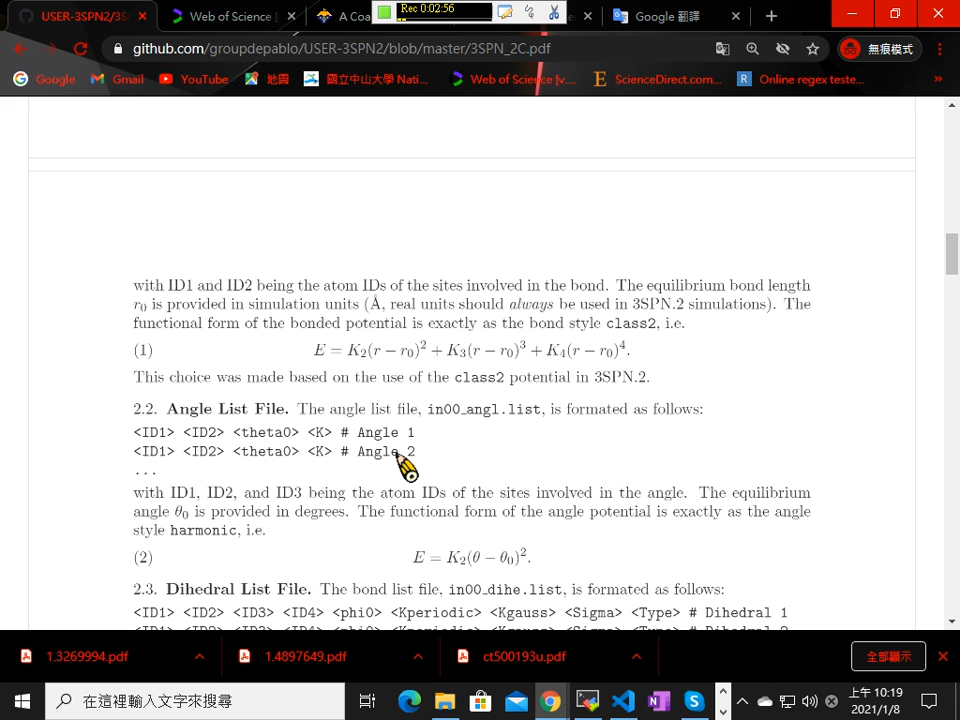 USER-3SPN2/3S
Web of Science [
A Coa
Rec 0:02:56
Google 翻譯
github.com/groupdepablo/USER-3SPN2/blob/master/3SPN_2C.pdf
無痕模式
Google
Gmail
YouTube
地圖
國立中山大學 Nati...
Web of Science [v....
ScienceDirect.com...
Online regex teste...
»
with ID1 and ID2 being the atom IDs of the sites involved in the bond. The equilibrium bond length
r₀ is provided in simulation units (Å, real units should always be used in 3SPN.2 simulations). The
functional form of the bonded potential is exactly as the bond style class2, i.e.
(1) E = K₂(r − r₀)² + K₃(r − r₀)³ + K₄(r − r₀)⁴.
This choice was made based on the use of the class2 potential in 3SPN.2.
2.2. Angle List File. The angle list file, in00_angl.list, is formated as follows:
<ID1> <ID2> <theta0> <K> # Angle 1
<ID1> <ID2> <theta0> <K> # Angle 2
...
with ID1, ID2, and ID3 being the atom IDs of the sites involved in the angle. The equilibrium
angle θ₀ is provided in degrees. The functional form of the angle potential is exactly as the angle
style harmonic, i.e.
(2) E = K₂(θ − θ₀)².
2.3. Dihedral List File. The bond list file, in00_dihe.list, is formated as follows:
<ID1> <ID2> <ID3> <ID4> <phi0> <Kperiodic> <Kgauss> <Sigma> <Type> # Dihedral 1
<ID1> <ID2> <ID3> <ID4> <phi0> <Kperiodic> <Kgauss> <Sigma> <Type> # Dihedral 2
1.3269994.pdf
1.4897649.pdf
ct500193u.pdf
全部顯示
在這裡輸入文字來搜尋
上午 10:19
2021/1/8